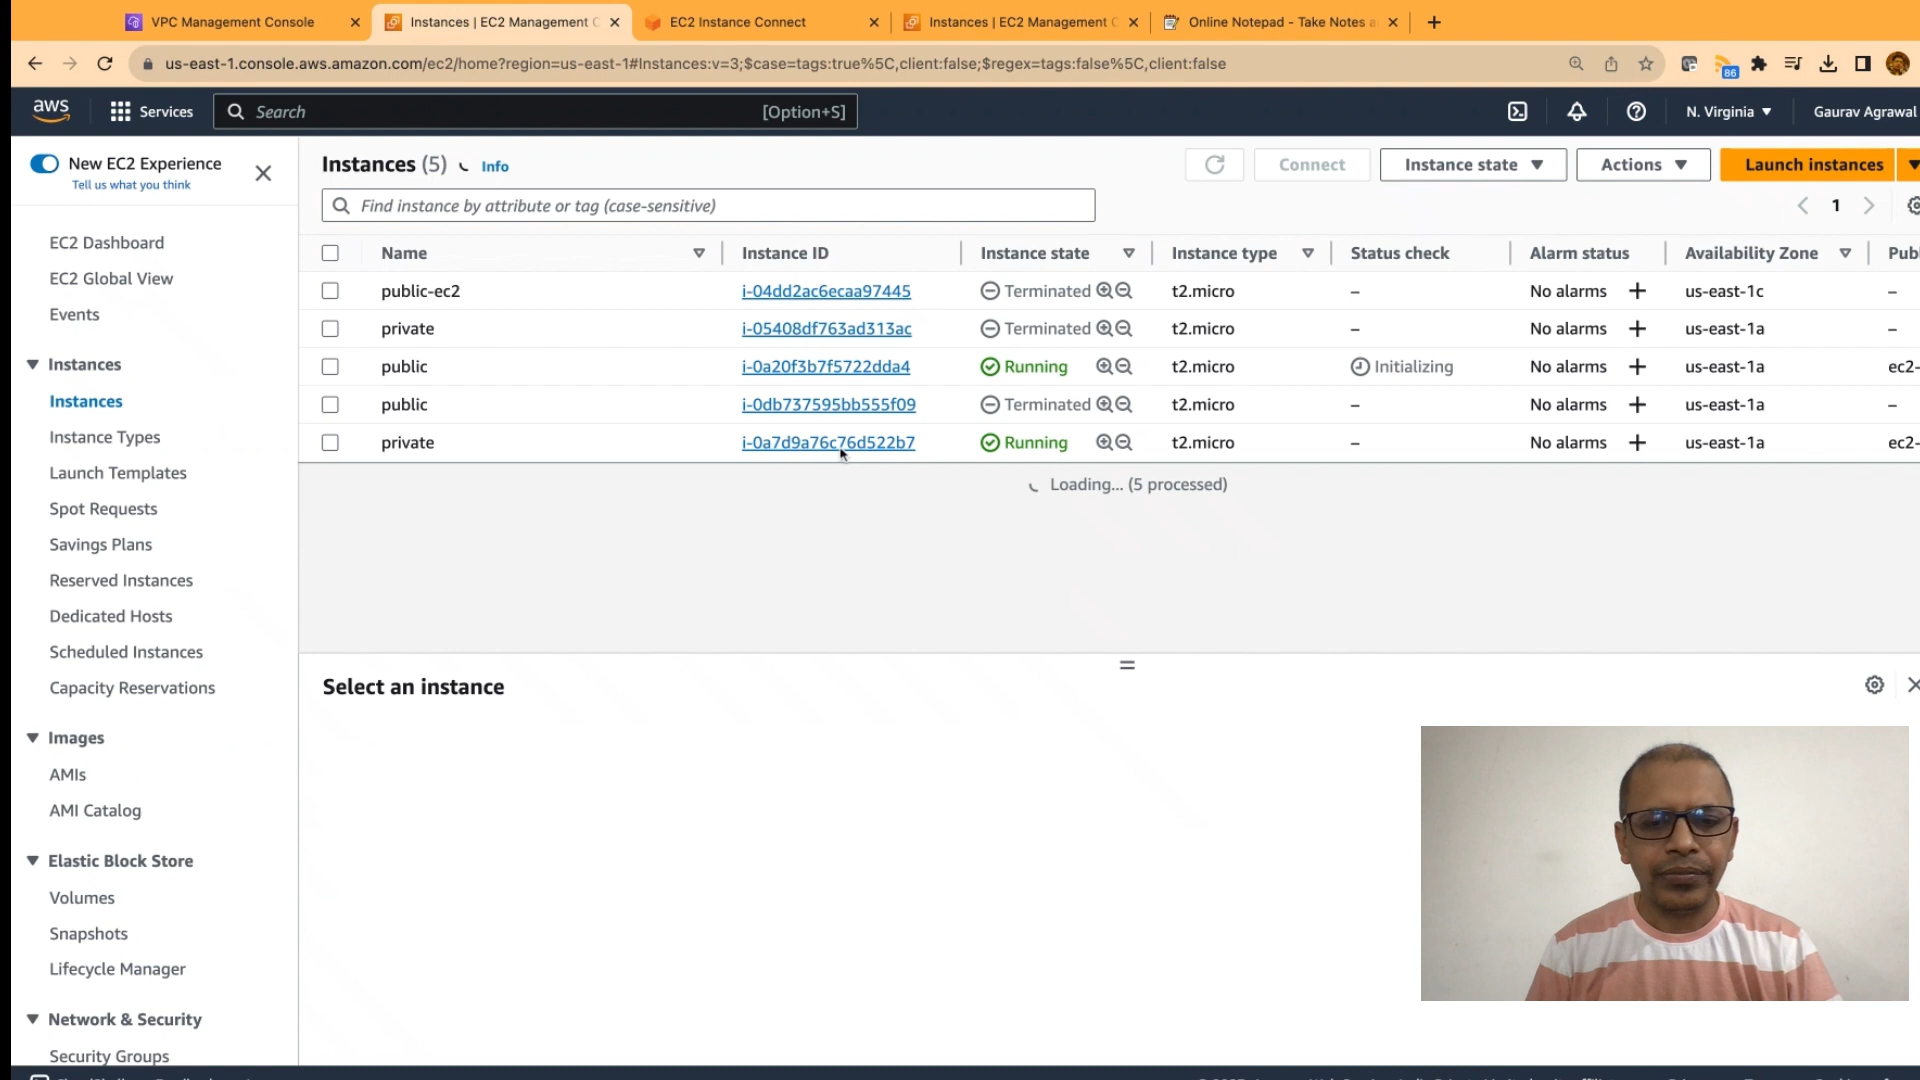 VPC Management Console
Instances | EC2 Management C
EC2 Instance Connect
Instances | EC2 Management C
Online Notepad - Take Notes a
us-east-1.console.aws.amazon.com/ec2/home?region=us-east-1#Instances:v=3;$case=tags:true%5C,client:false;$regex=tags:false%5C,client:false
86
aws
Services
Search
[Option+S]
N. Virginia
Gaurav Agrawal
New EC2 Experience
Tell us what you think
EC2 Dashboard
EC2 Global View
Events
Instances
Instances
Instance Types
Launch Templates
Spot Requests
Savings Plans
Reserved Instances
Dedicated Hosts
Scheduled Instances
Capacity Reservations
Images
AMIs
AMI Catalog
Elastic Block Store
Volumes
Snapshots
Lifecycle Manager
Network & Security
Security Groups
Instances (5) Info
Connect
Instance state
Actions
Launch instances
Find instance by attribute or tag (case-sensitive)
1
Name Instance ID Instance state Instance type Status check Alarm status Availability Zone Publ
public-ec2 i-04dd2ac6ecaa97445 Terminated t2.micro – No alarms + us-east-1c –
private i-05408df763ad313ac Terminated t2.micro – No alarms + us-east-1a –
public i-0a20f3b7f5722dda4 Running t2.micro Initializing No alarms + us-east-1a ec2-
public i-0db737595bb555f09 Terminated t2.micro – No alarms + us-east-1a –
private i-0a7d9a76c76d522b7 Running t2.micro – No alarms + us-east-1a ec2-
Loading... (5 processed)
Select an instance